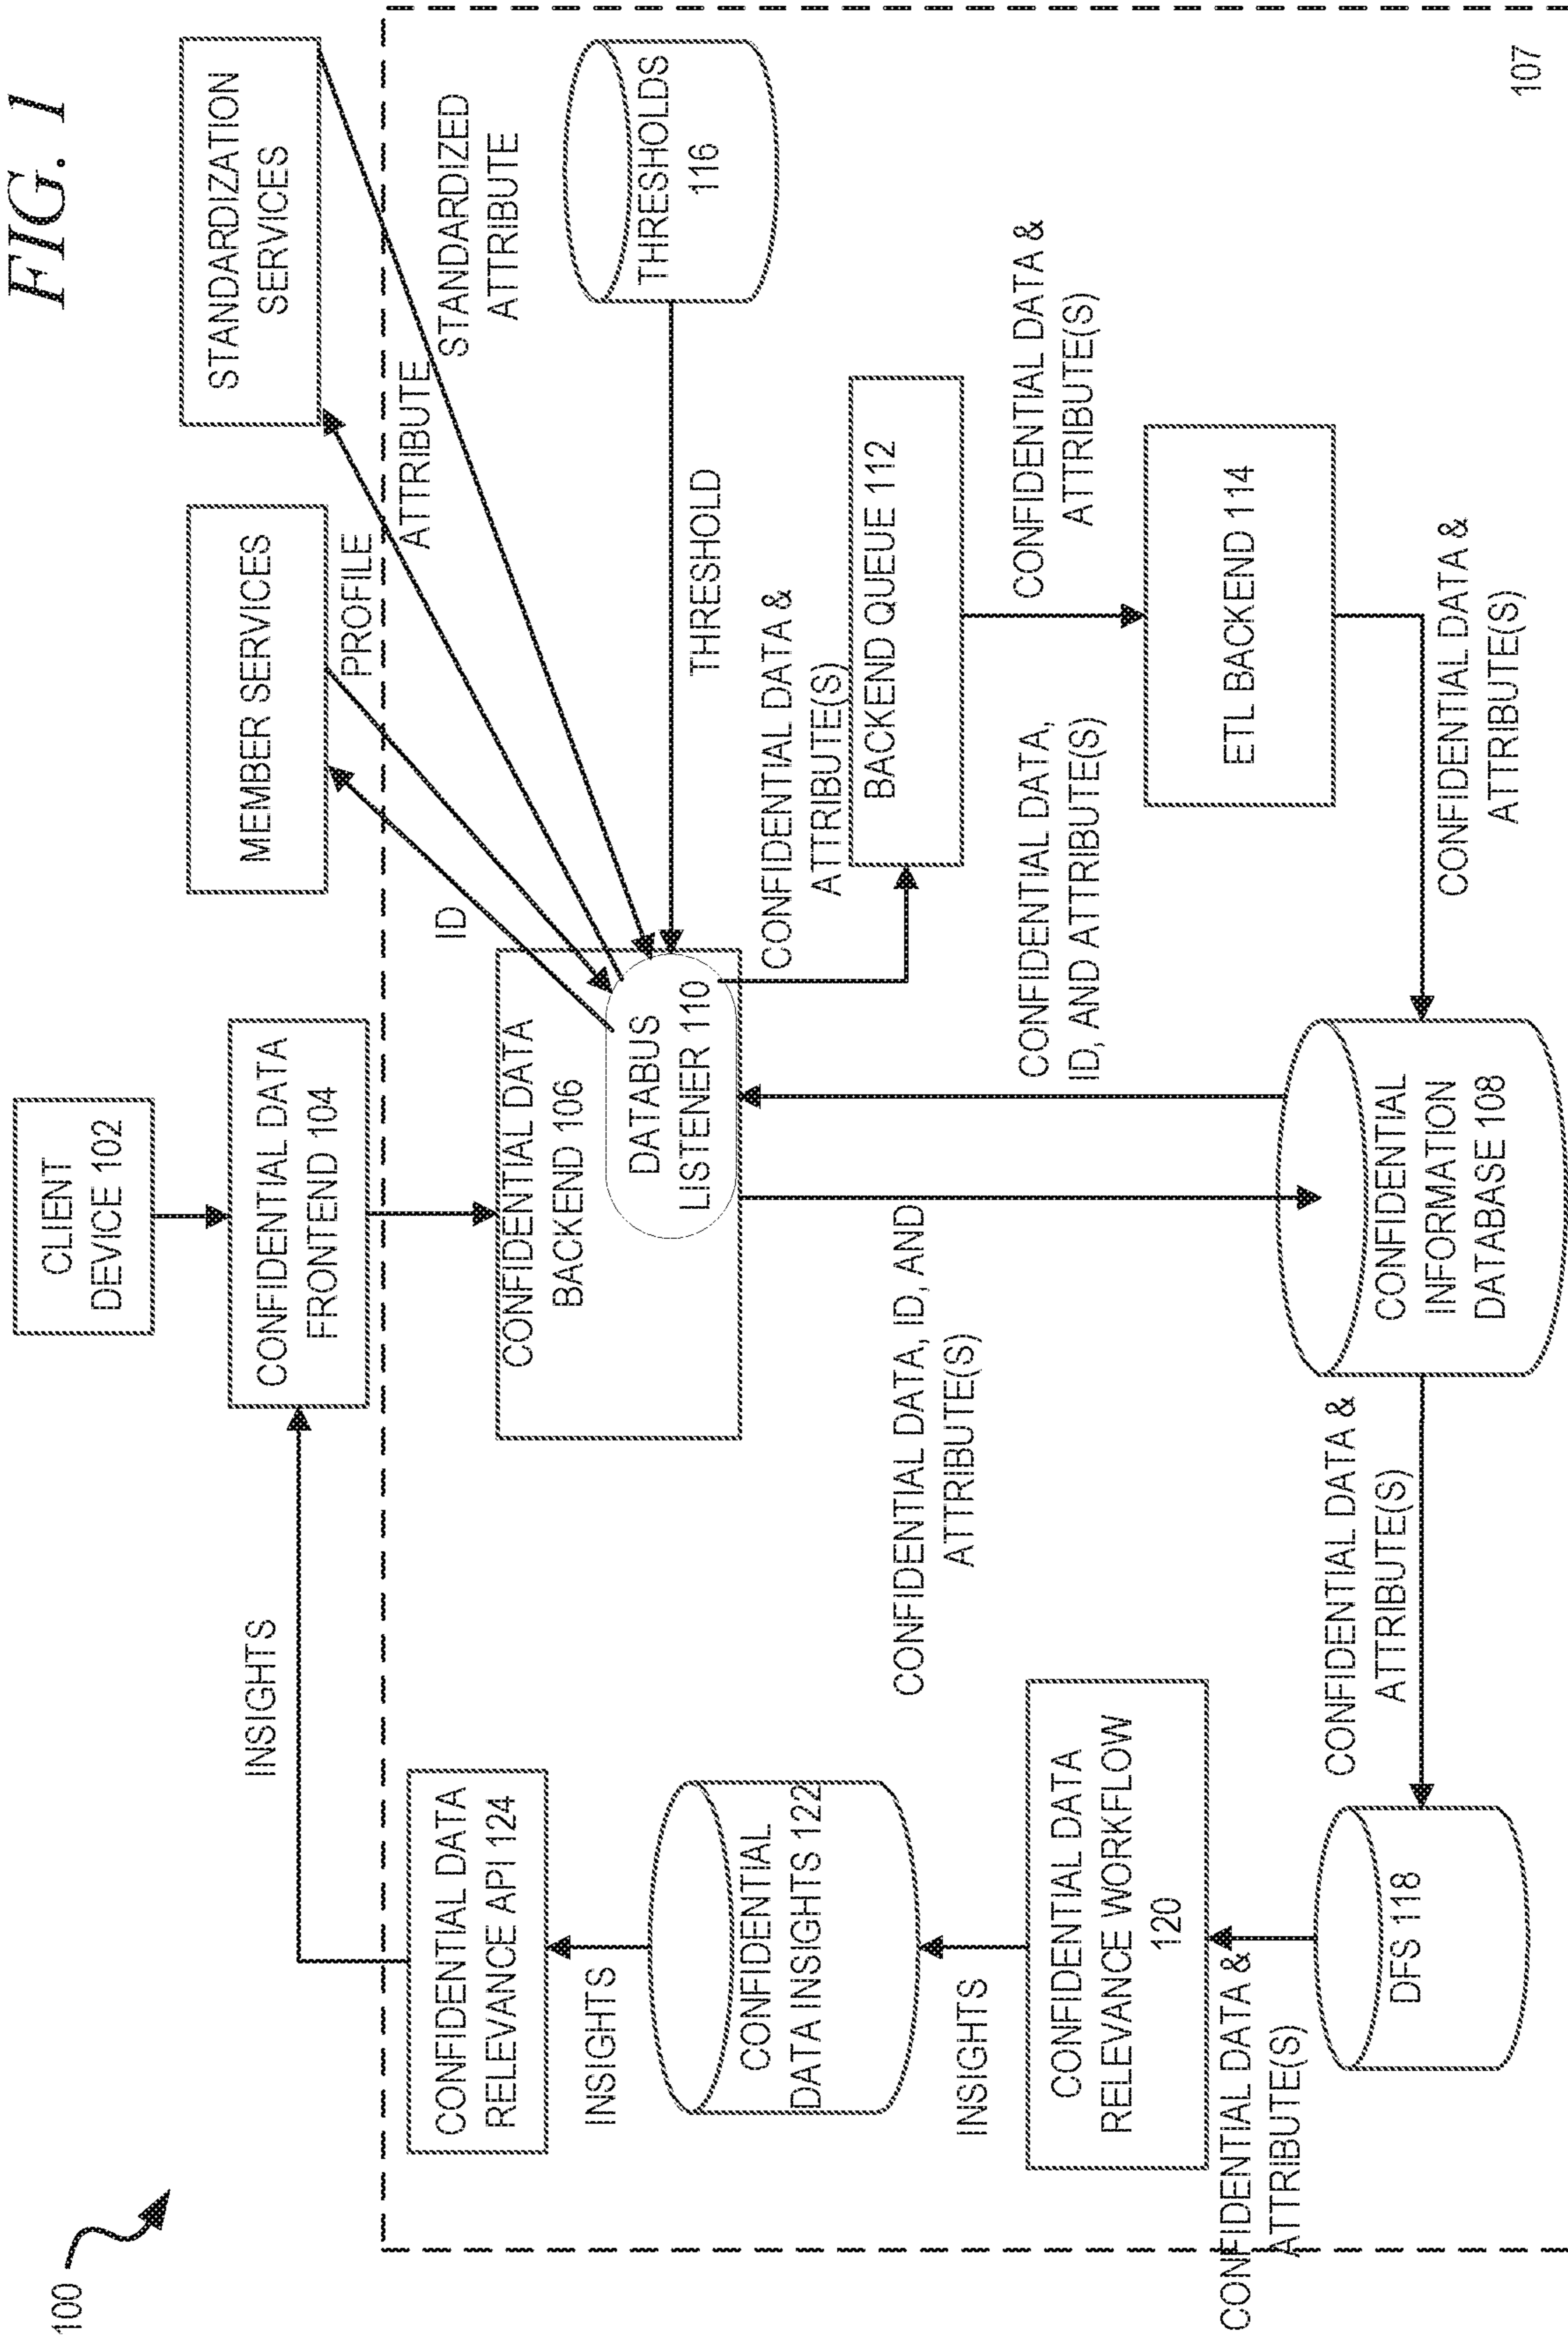 FIG. 1
100
CLIENT
DEVICE 102
CONFIDENTIAL DATA
FRONTEND 104
INSIGHTS
MEMBER SERVICES
STANDARDIZATION
SERVICES
ID
PROFILE
ATTRIBUTE
STANDARDIZED
ATTRIBUTE
CONFIDENTIAL DATA
RELEVANCE API 124
CONFIDENTIAL DATA
BACKEND 106
DATABUS
LISTENER 110
THRESHOLD
THRESHOLDS
116
INSIGHTS
CONFIDENTIAL
DATA INSIGHTS 122
CONFIDENTIAL DATA &
ATTRIBUTE(S)
BACKEND QUEUE 112
CONFIDENTIAL DATA, ID, AND
ATTRIBUTE(S)
CONFIDENTIAL DATA,
ID, AND ATTRIBUTE(S)
CONFIDENTIAL DATA &
ATTRIBUTE(S)
INSIGHTS
CONFIDENTIAL DATA
RELEVANCE WORKFLOW
120
ETL BACKEND 114
CONFIDENTIAL DATA &
ATTRIBUTE(S)
DFS 118
CONFIDENTIAL DATA &
ATTRIBUTE(S)
CONFIDENTIAL
INFORMATION
DATABASE 108
CONFIDENTIAL DATA &
ATTRIBUTE(S)
107